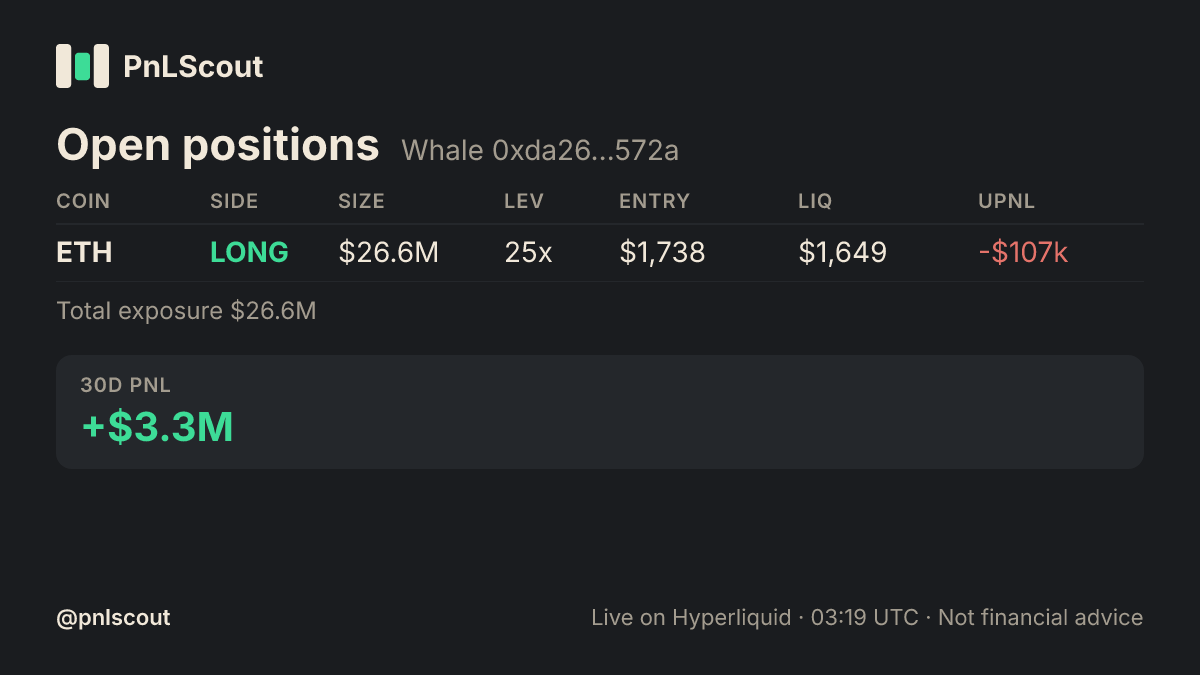 PnLScout
Open positions Whale 0xda26...572a
COIN SIDE SIZE LEV ENTRY LIQ UPNL
ETH LONG $26.6M 25x $1,738 $1,649 -$107k
Total exposure $26.6M
30D PNL
+$3.3M
@pnlscout Live on Hyperliquid · 03:19 UTC · Not financial advice